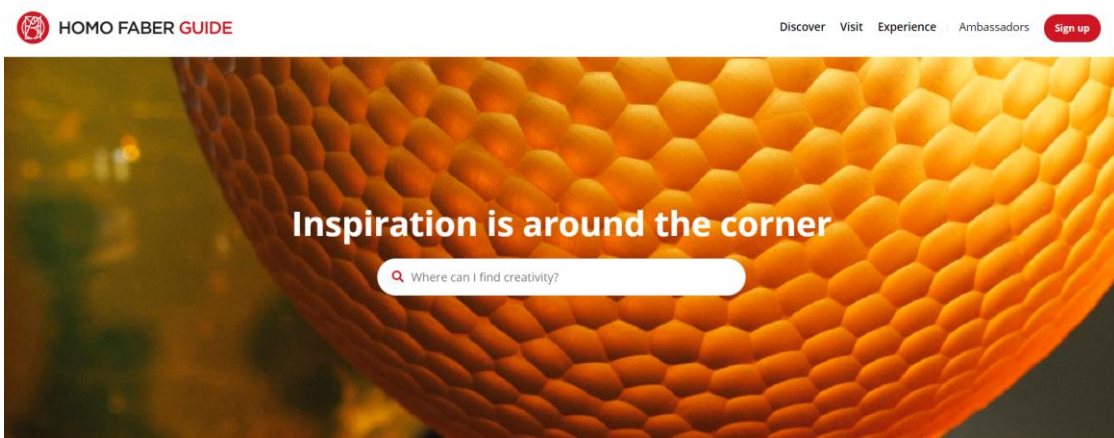 HOMO FABER GUIDE
Discover Visit Experience Ambassadors Sign up
Inspiration is around the corner
Where can I find creativity?